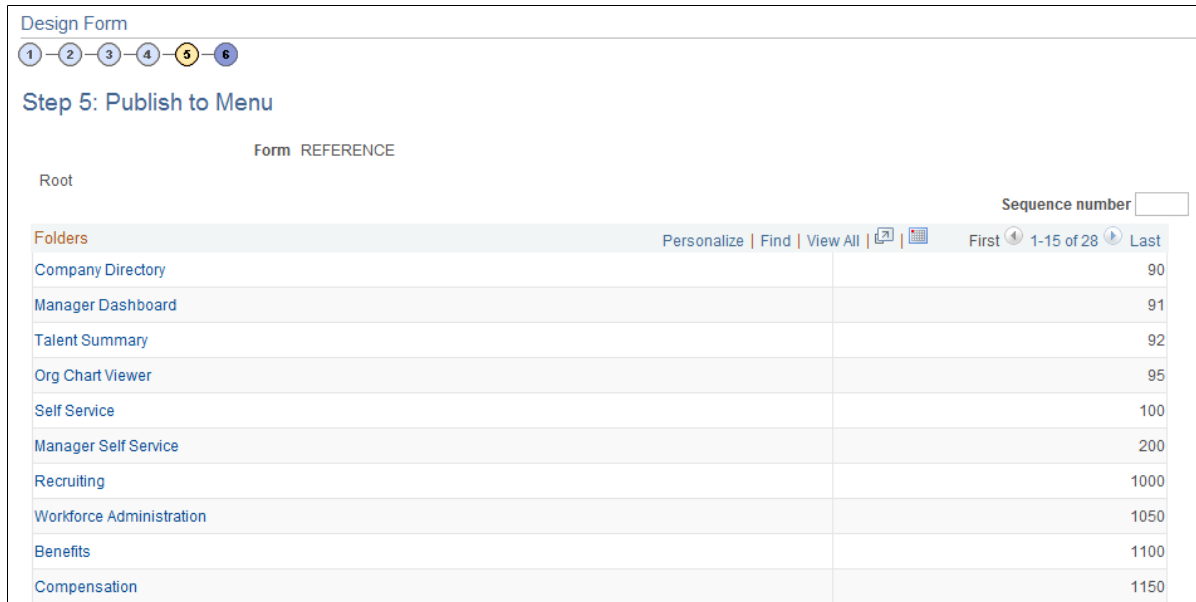 Design Form
1 2 3 4 5 6
Step 5: Publish to Menu
Form REFERENCE
Root
Sequence number
Folders Personalize | Find | View All | | First 1-15 of 28 Last
Company Directory 90
Manager Dashboard 91
Talent Summary 92
Org Chart Viewer 95
Self Service 100
Manager Self Service 200
Recruiting 1000
Workforce Administration 1050
Benefits 1100
Compensation 1150